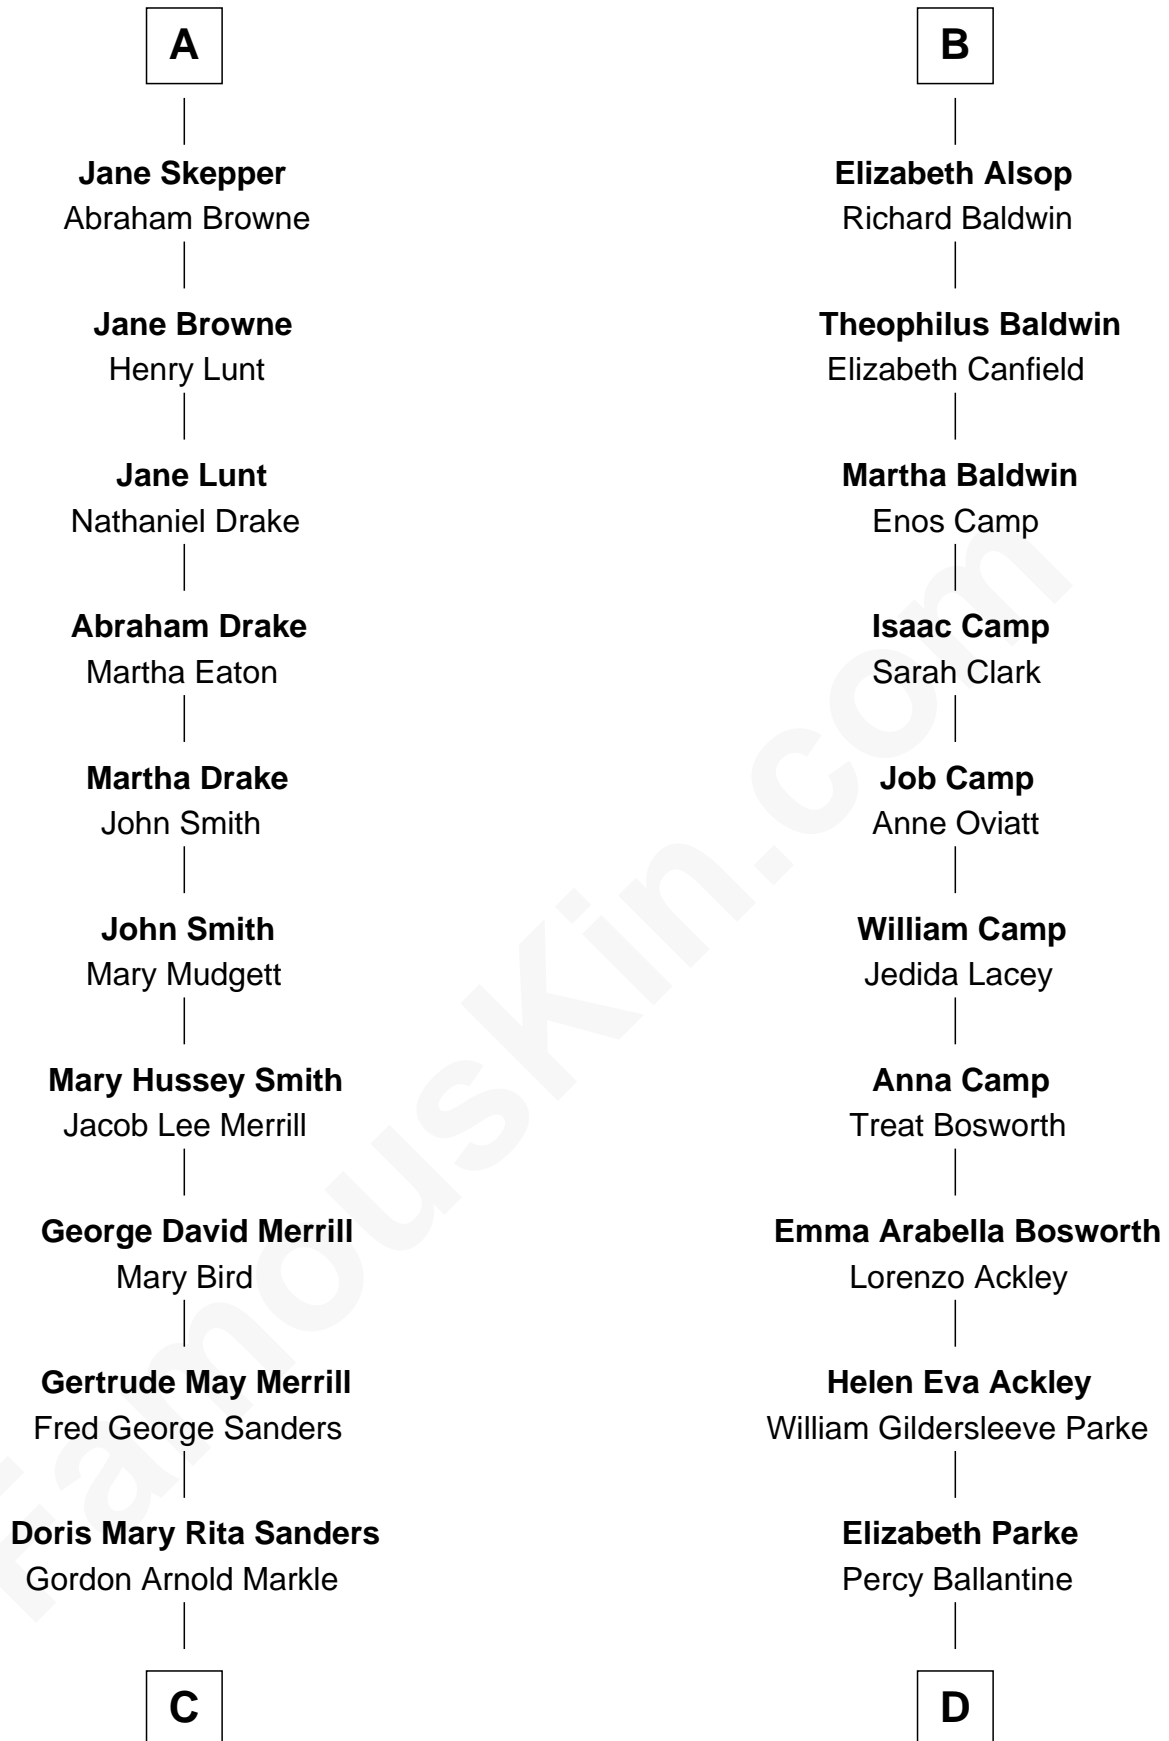 A
Jane Skepper
Abraham Browne
Jane Browne
Henry Lunt
Jane Lunt
Nathaniel Drake
Abraham Drake
Martha Eaton
Martha Drake
John Smith
John Smith
Mary Mudgett
Mary Hussey Smith
Jacob Lee Merrill
George David Merrill
Mary Bird
Gertrude May Merrill
Fred George Sanders
Doris Mary Rita Sanders
Gordon Arnold Markle
C
B
Elizabeth Alsop
Richard Baldwin
Theophilus Baldwin
Elizabeth Canfield
Martha Baldwin
Enos Camp
Isaac Camp
Sarah Clark
Job Camp
Anne Oviatt
William Camp
Jedida Lacey
Anna Camp
Treat Bosworth
Emma Arabella Bosworth
Lorenzo Ackley
Helen Eva Ackley
William Gildersleeve Parke
Elizabeth Parke
Percy Ballantine
D
FamousKin.com